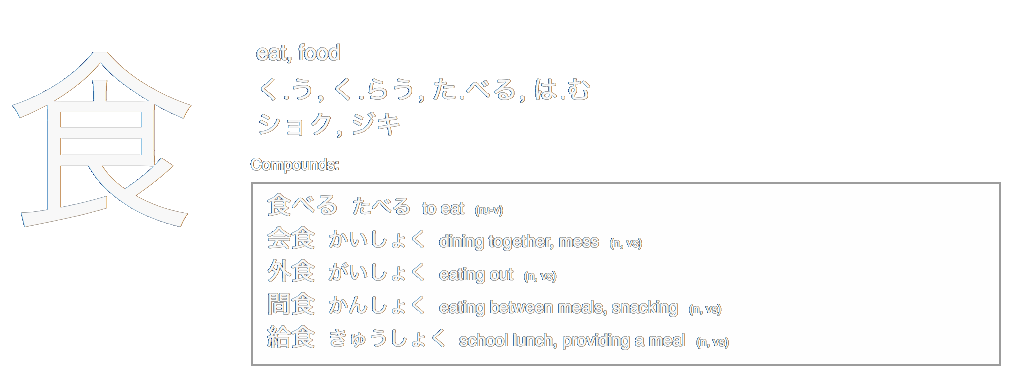 食
eat, food
く.う, く.らう, た.べる, は.む
ショク, ジキ
Compounds:
食べる たべる to eat (ru-v)
会食 かいしょく dining together, mess (n, vs)
外食 がいしょく eating out (n, vs)
間食 かんしょく eating between meals, snacking (n, vs)
給食 きゅうしょく school lunch, providing a meal (n, vs)